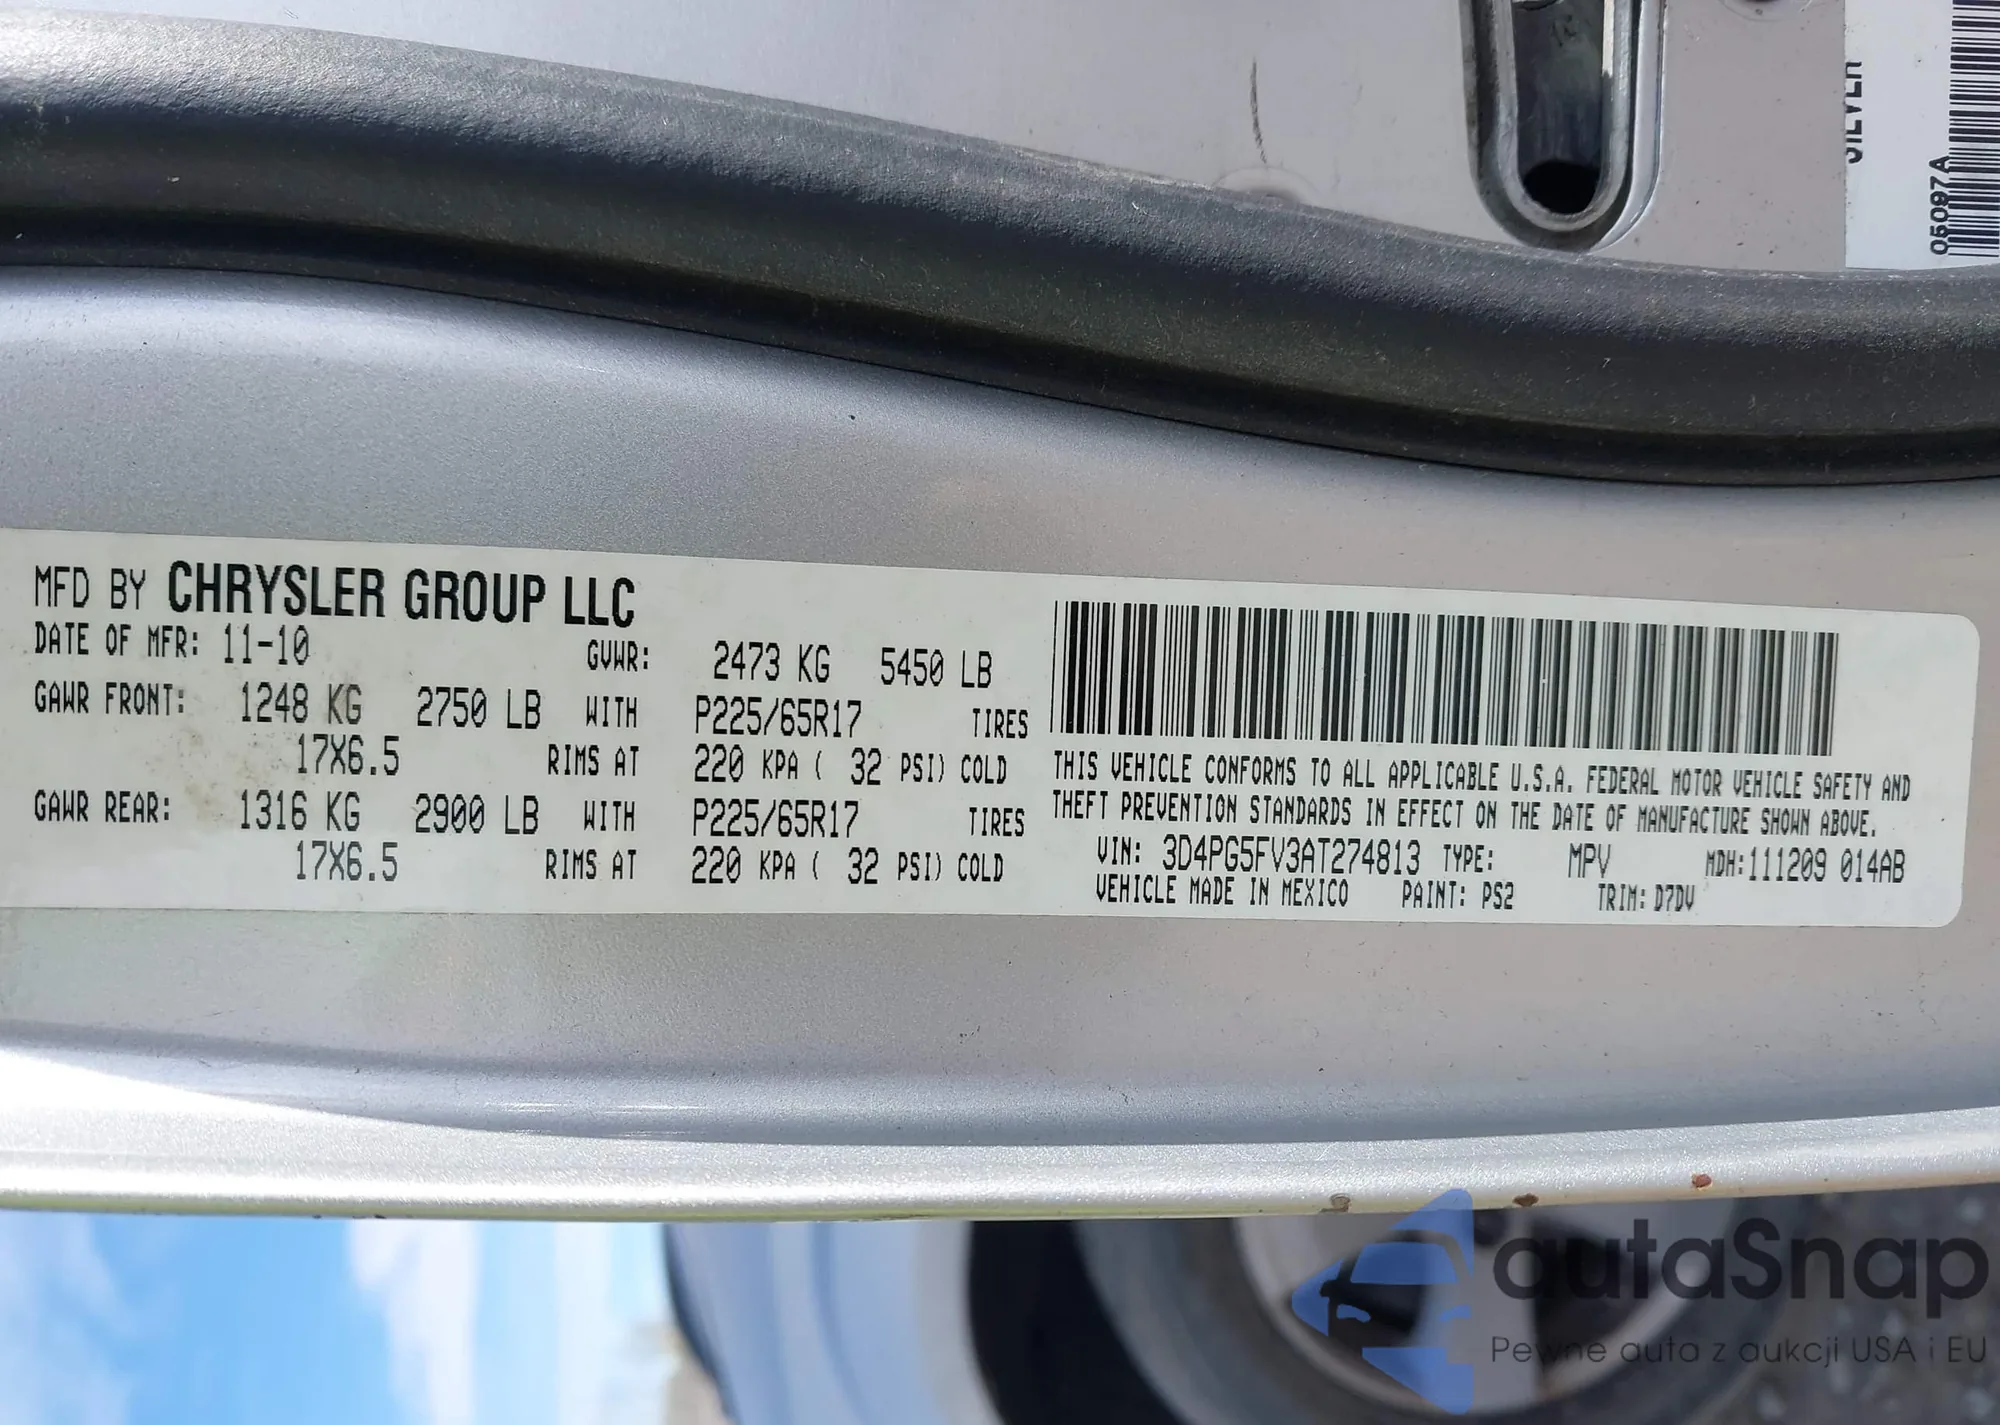 SILVER
05097A
MFD BY CHRYSLER GROUP LLC
DATE OF MFR: 11-10 GVWR: 2473 KG 5450 LB
GAWR FRONT: 1248 KG 2750 LB WITH P225/65R17 TIRES
17X6.5 RIMS AT 220 KPA ( 32 PSI) COLD
GAWR REAR: 1316 KG 2900 LB WITH P225/65R17 TIRES
17X6.5 RIMS AT 220 KPA ( 32 PSI) COLD
THIS VEHICLE CONFORMS TO ALL APPLICABLE U.S.A. FEDERAL MOTOR VEHICLE SAFETY AND
THEFT PREVENTION STANDARDS IN EFFECT ON THE DATE OF MANUFACTURE SHOWN ABOVE.
VIN: 3D4PG5FV3AT274813 TYPE: MPV MDH:111209 014AB
VEHICLE MADE IN MEXICO PAINT: PS2 TRIM: D7DV
autaSnap
Pewne auta z aukcji USA i EU